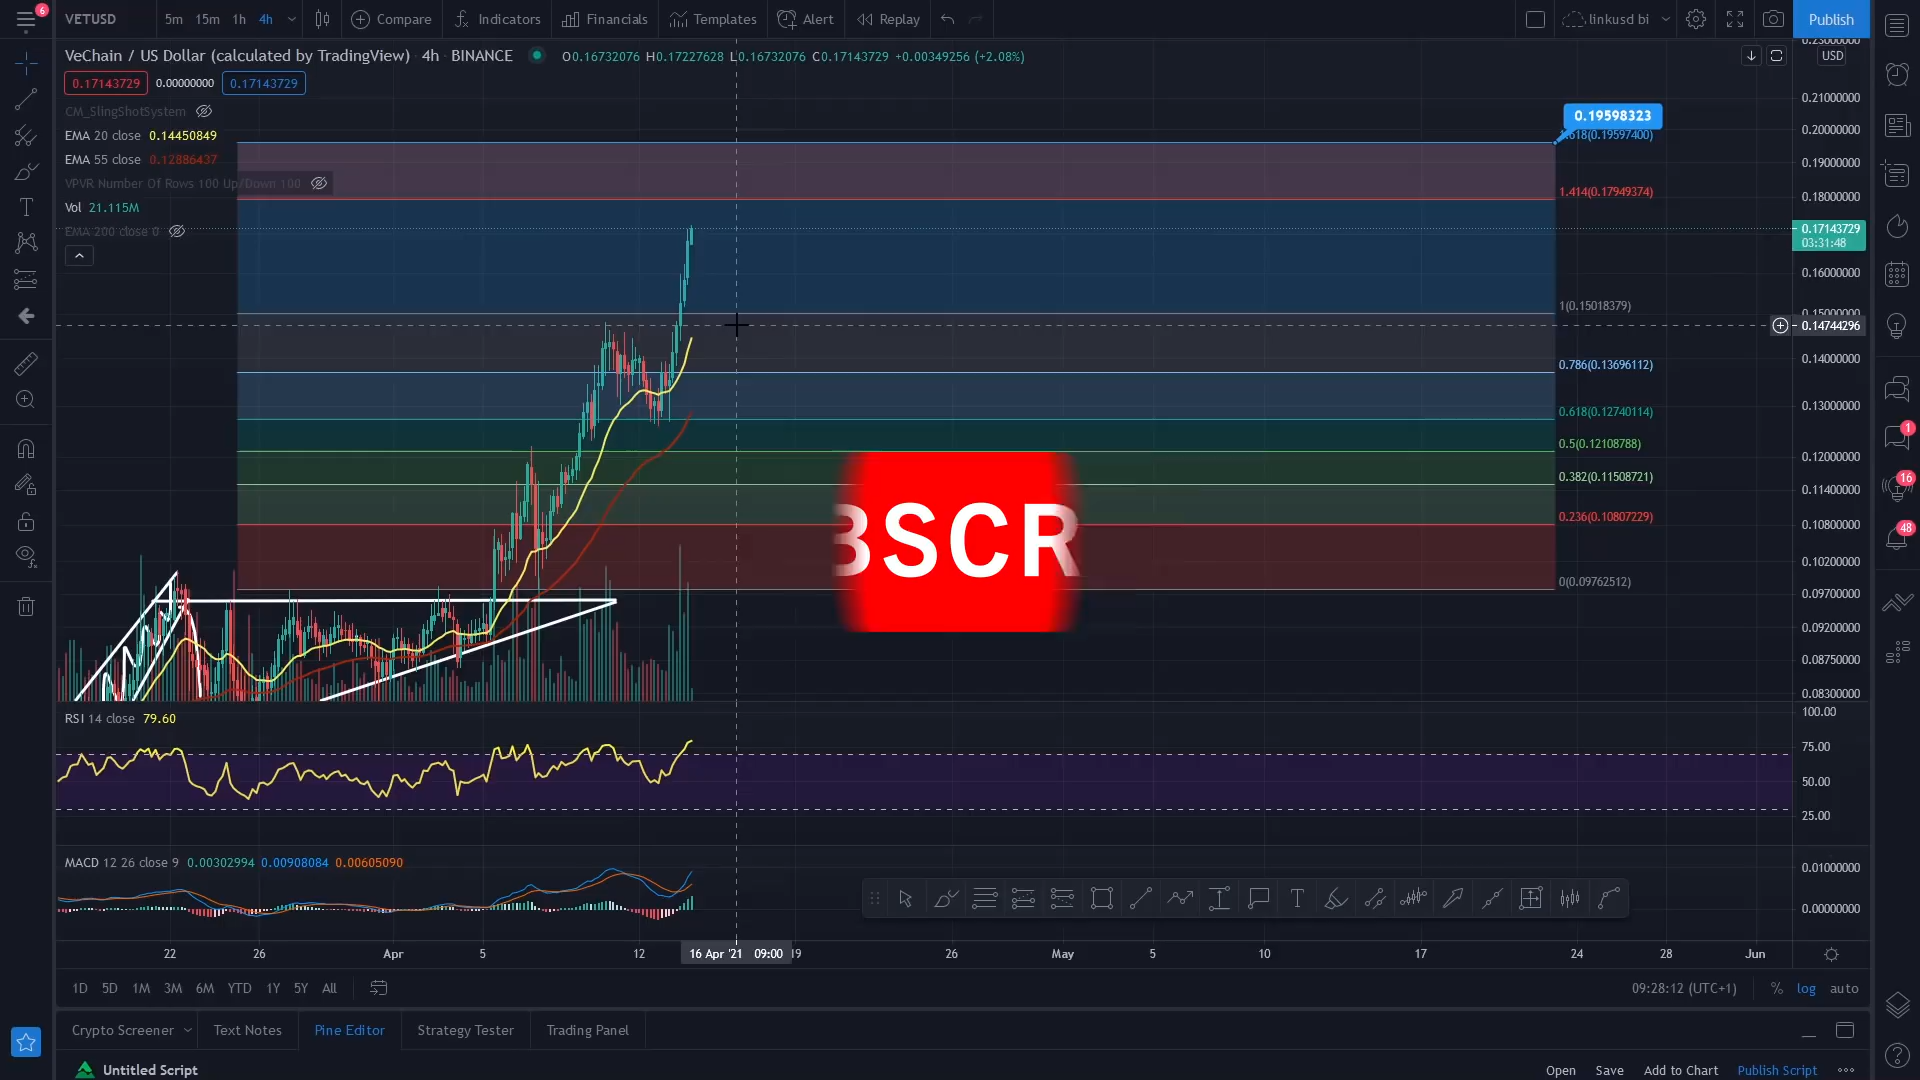 6
VETUSD 5m 15m 1h 4h Compare Indicators Financials Templates Alert Replay linkusd bi Publish
VeChain / US Dollar (calculated by TradingView) 4h BINANCE O0.16732076 H0.17227628 L0.16732076 C0.17143729 +0.00349256 (+2.08%)
0.17143729 0.00000000 0.17143729
CM_SlingShotSystem
EMA 20 close 0.14450849
EMA 55 close 0.12886437
VPVR Number Of Rows 100 Up/Down 100
Vol 21.115M
EMA 200 close 0
0.19598323
1.618(0.19597400)
1.414(0.17949374)
1(0.15018379)
0.786(0.13696112)
0.618(0.12740114)
0.5(0.12108788)
0.382(0.11508721)
0.236(0.10807229)
0(0.09762512)
BSCR
0.23000000
USD
0.21000000
0.20000000
0.19000000
0.18000000
0.17143729
03:31:48
0.16000000
0.15000000
0.14744296
0.14000000
0.13000000
0.12000000
0.11400000
0.10800000
0.10200000
0.09700000
0.09200000
0.08750000
0.08300000
1
16
48
RSI 14 close 79.60
100.00
75.00
50.00
25.00
MACD 12 26 close 9 0.00302994 0.00908084 0.00605090
0.01000000
0.00000000
22 26 Apr 5 12 16 Apr '21 09:00 19 26 May 5 10 17 24 28 Jun
1D 5D 1M 3M 6M YTD 1Y 5Y All 09:28:12 (UTC+1) % log auto
Crypto Screener Text Notes Pine Editor Strategy Tester Trading Panel
Untitled Script Open Save Add to Chart Publish Script